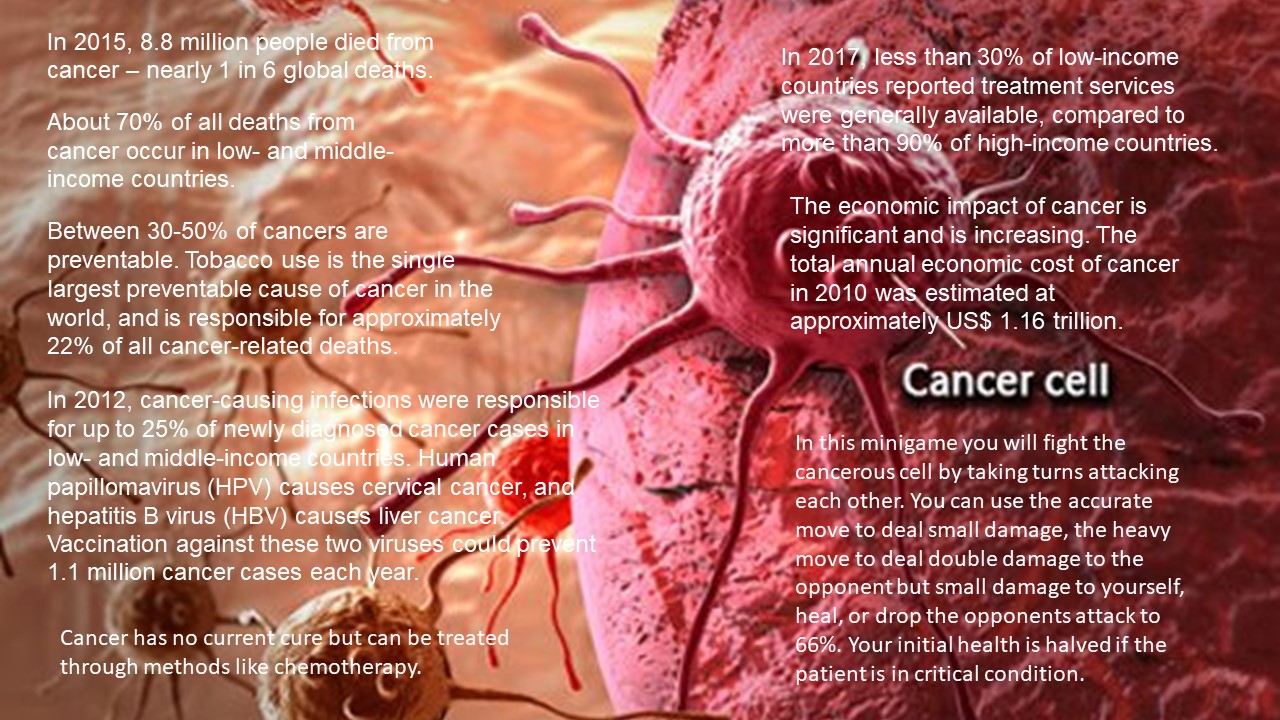 In 2015, 8.8 million people died from
cancer – nearly 1 in 6 global deaths.
About 70% of all deaths from
cancer occur in low- and middle-
income countries.
Between 30-50% of cancers are
preventable. Tobacco use is the single
largest preventable cause of cancer in the
world, and is responsible for approximately
22% of all cancer-related deaths.
In 2012, cancer-causing infections were responsible
for up to 25% of newly diagnosed cancer cases in
low- and middle-income countries. Human
papillomavirus (HPV) causes cervical cancer, and
hepatitis B virus (HBV) causes liver cancer.
Vaccination against these two viruses could prevent
1.1 million cancer cases each year.
Cancer has no current cure but can be treated
through methods like chemotherapy.
In 2017, less than 30% of low-income
countries reported treatment services
were generally available, compared to
more than 90% of high-income countries.
The economic impact of cancer is
significant and is increasing. The
total annual economic cost of cancer
in 2010 was estimated at
approximately US$ 1.16 trillion.
Cancer cell
In this minigame you will fight the
cancerous cell by taking turns attacking
each other. You can use the accurate
move to deal small damage, the heavy
move to deal double damage to the
opponent but small damage to yourself,
heal, or drop the opponents attack to
66%. Your initial health is halved if the
patient is in critical condition.